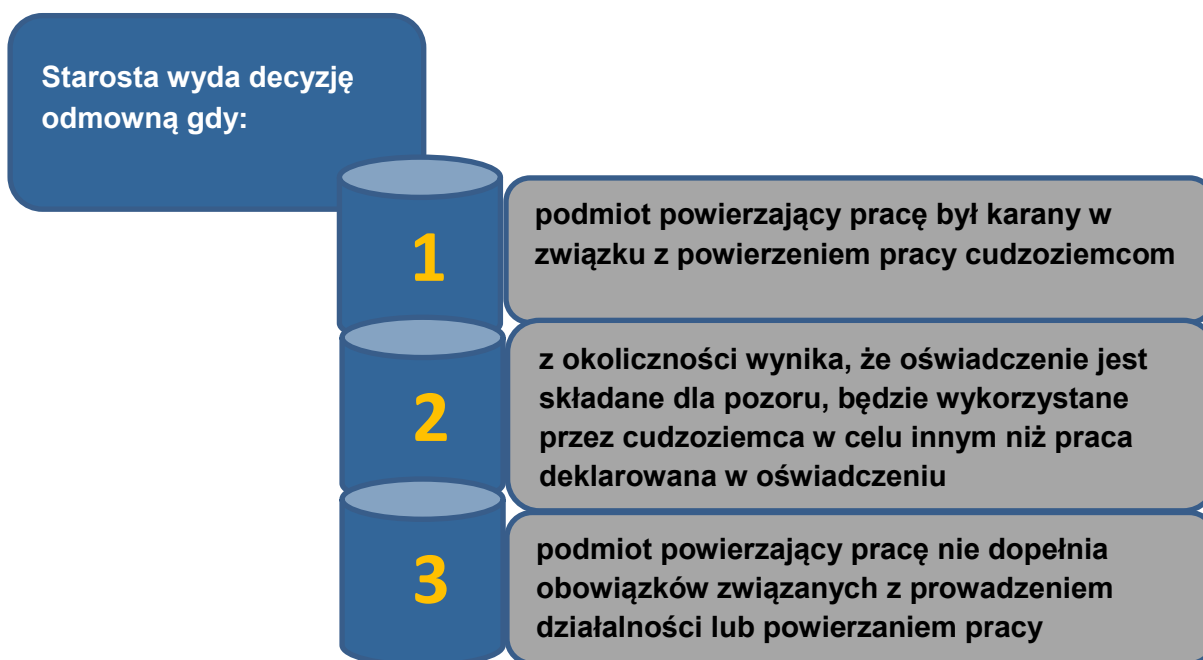 Starosta wyda decyzję
odmowną gdy:
1
podmiot powierzający pracę był karany w
związku z powierzeniem pracy cudzoziemcom
2
z okoliczności wynika, że oświadczenie jest
składane dla pozoru, będzie wykorzystane
przez cudzoziemca w celu innym niż praca
deklarowana w oświadczeniu
3
podmiot powierzający pracę nie dopełnia
obowiązków związanych z prowadzeniem
działalności lub powierzaniem pracy